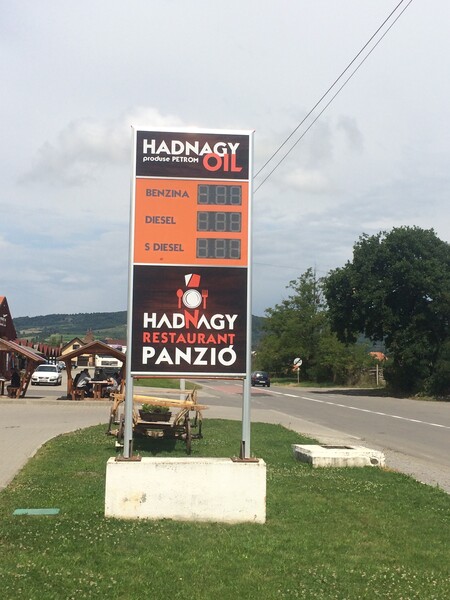 HADNAGY
produse PETROM OIL
BENZINA
DIESEL
S DIESEL
HADNAGY
RESTAURANT
PANZIÓ